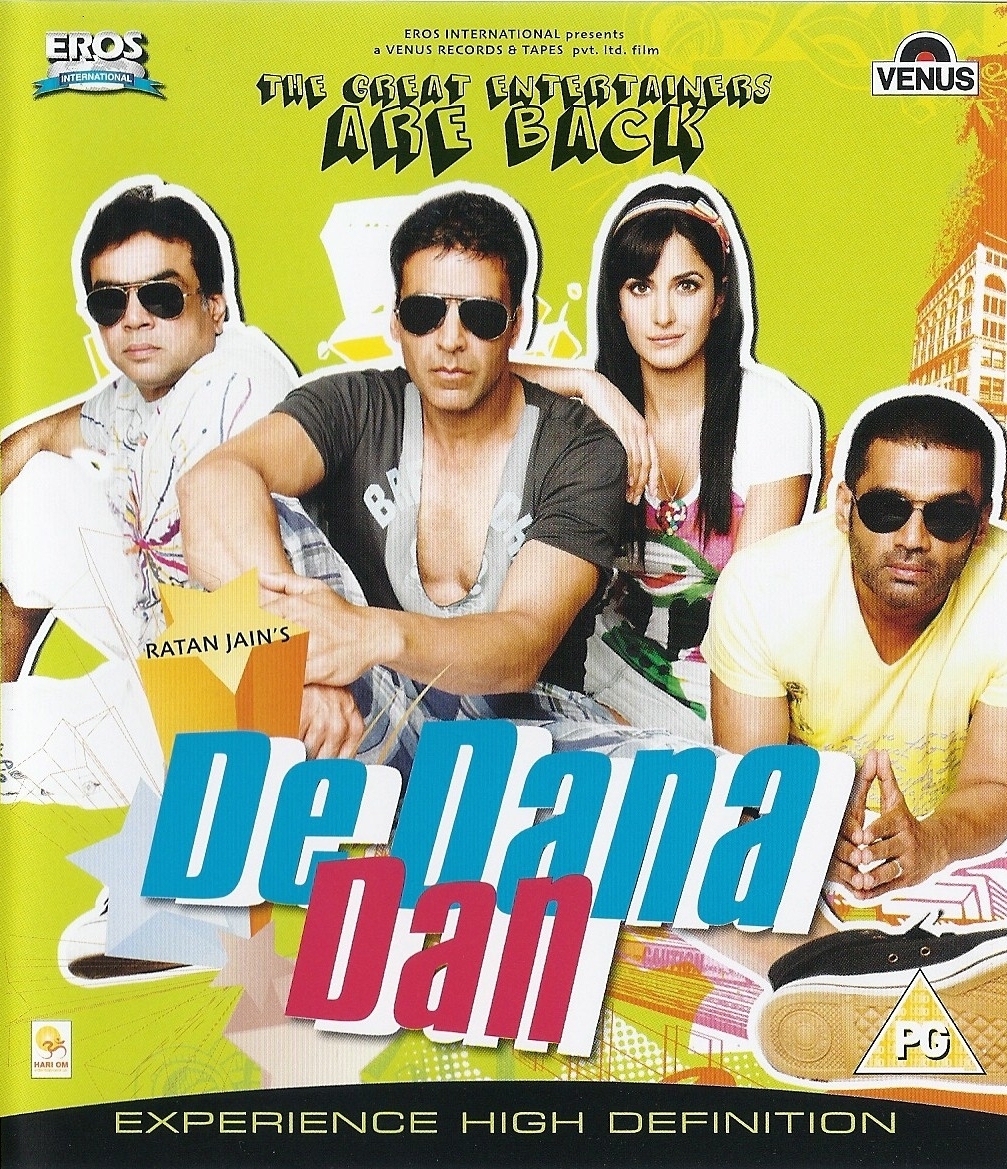 EROS
INTERNATIONAL
EROS INTERNATIONAL presents
a VENUS RECORDS & TAPES pvt. ltd. film
VENUS
THE GREAT ENTERTAINERS
ARE BACK
RATAN JAIN'S
De Dana
Dan
CAUTION
HARI OM
PG
EXPERIENCE HIGH DEFINITION